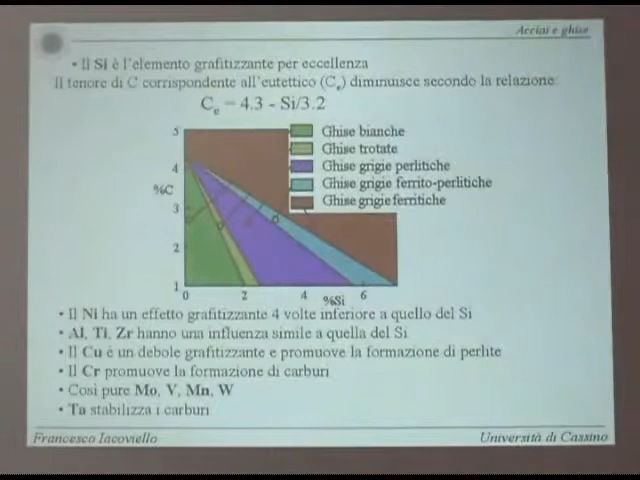 Acciai e ghise
• Il Si è l'elemento grafitizzante per eccellenza
Il tenore di C corrispondente all'eutettico (Ce) diminuisce secondo la relazione:
Ce = 4.3 - Si/3.2
5
4
%C
3
2
1
0
2
4
%Si
6
Ghise bianche
Ghise trotate
Ghise grigie perlitiche
Ghise grigie ferrito-perlitiche
Ghise grigie ferritiche
• Il Ni ha un effetto grafitizzante 4 volte inferiore a quello del Si
• Al, Ti, Zr hanno una influenza simile a quella del Si
• Il Cu è un debole grafitizzante e promuove la formazione di perlite
• Il Cr promuove la formazione di carburi
• Così pure Mo, V, Mn, W
• Ta stabilizza i carburi
Francesco Iacoviello
Università di Cassino